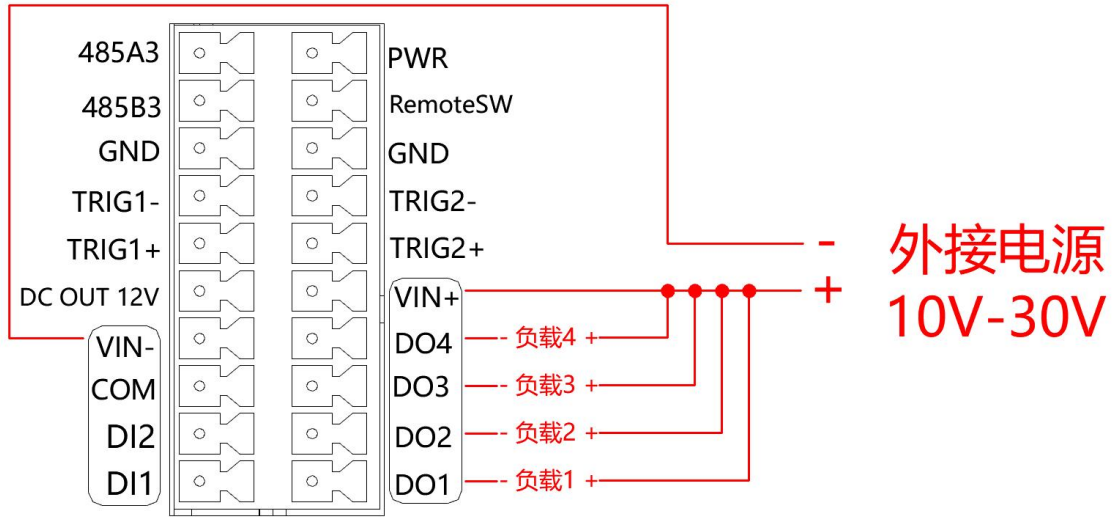 485A3
PWR
485B3
RemoteSW
GND
GND
TRIG1-
TRIG2-
TRIG1+
TRIG2+
DC OUT 12V
VIN+
VIN-
DO4
- 负载4 +
COM
DO3
- 负载3 +
DI2
DO2
- 负载2 +
DI1
DO1
- 负载1 +
-
+
外接电源
10V-30V